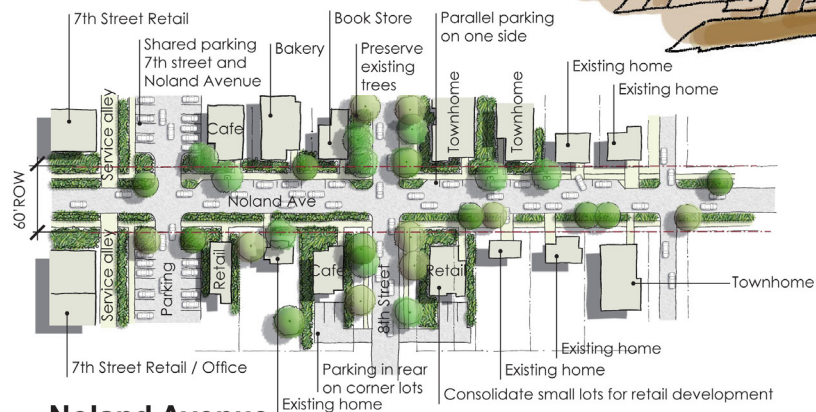 7th Street Retail
Shared parking
7th street and
Noland Avenue
Bakery
Book Store
Preserve
existing
trees
Parallel parking
on one side
Existing home
Existing home
Service alley
Cafe
Townhome
Townhome
60'ROW
Noland Ave
Service alley
Parking
Retail
Cafe
8th Street
Retail
Townhome
7th Street Retail / Office
Existing home
Parking in rear
on corner lots
Existing home
Existing home
Consolidate small lots for retail development
Noland Avenue